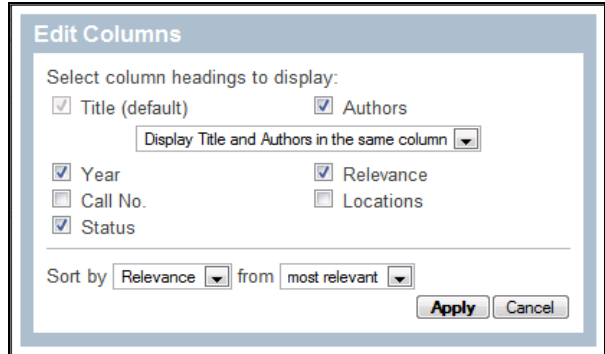 Edit Columns
Select column headings to display:
Title (default) Authors
Display Title and Authors in the same column
Year Relevance
Call No. Locations
Status
Sort by Relevance from most relevant
Apply Cancel